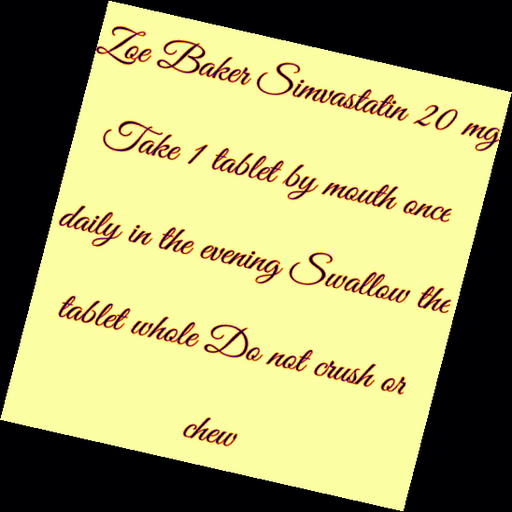 Zoe Baker Simvastatin 20 mg
Take 1 tablet by mouth once
daily in the evening Swallow the
tablet whole Do not crush or
chew